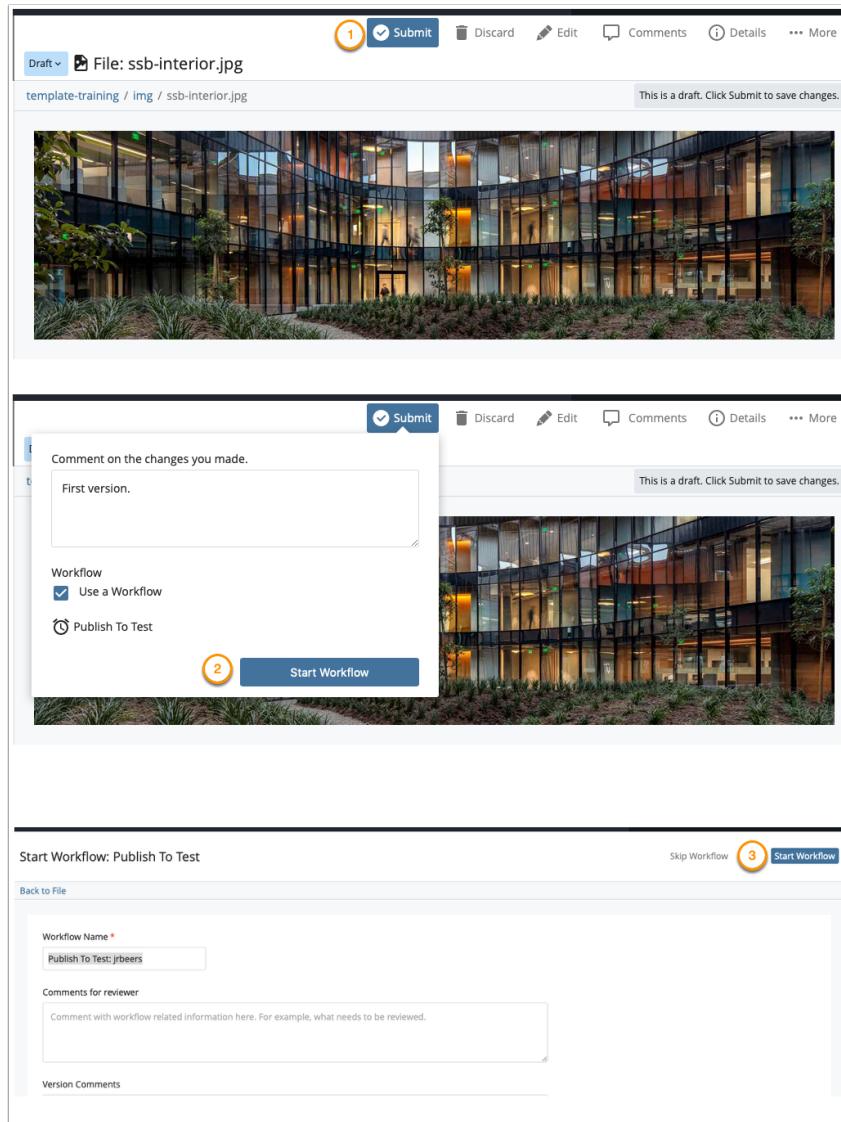 1 Submit Discard Edit Comments Details ••• More
Draft File: ssb-interior.jpg
template-training / img / ssb-interior.jpg This is a draft. Click Submit to save changes.
Submit Discard Edit Comments Details ••• More
Comment on the changes you made.
This is a draft. Click Submit to save changes.
First version.
Workflow
Use a Workflow
Publish To Test
2 Start Workflow
Start Workflow: Publish To Test Skip Workflow 3 Start Workflow
Back to File
Workflow Name *
Publish To Test: jrbeers
Comments for reviewer
Comment with workflow related information here. For example, what needs to be reviewed.
Version Comments